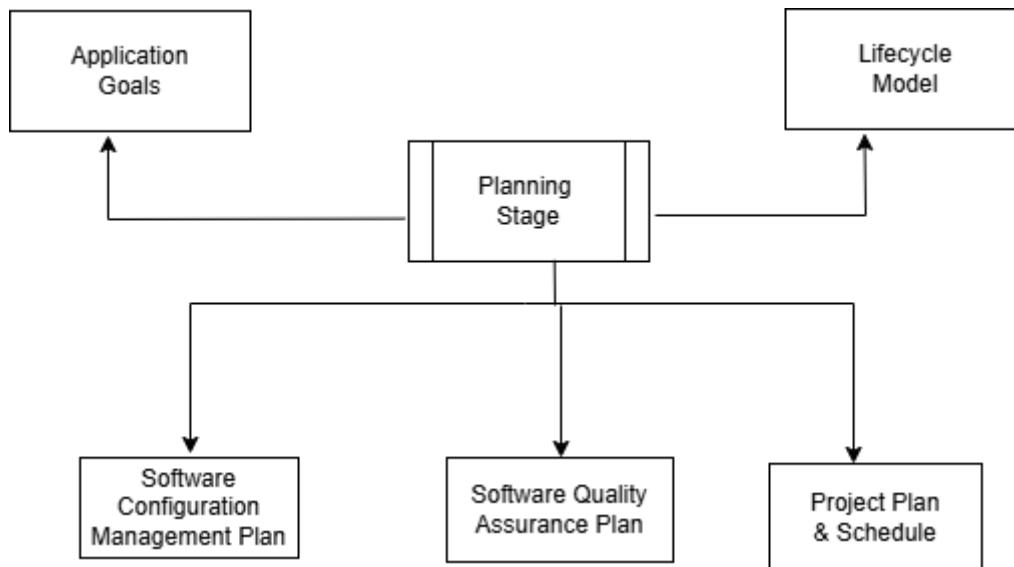 Application
Goals
Lifecycle
Model
Planning
Stage
Software
Configuration
Management Plan
Software Quality
Assurance Plan
Project Plan
& Schedule